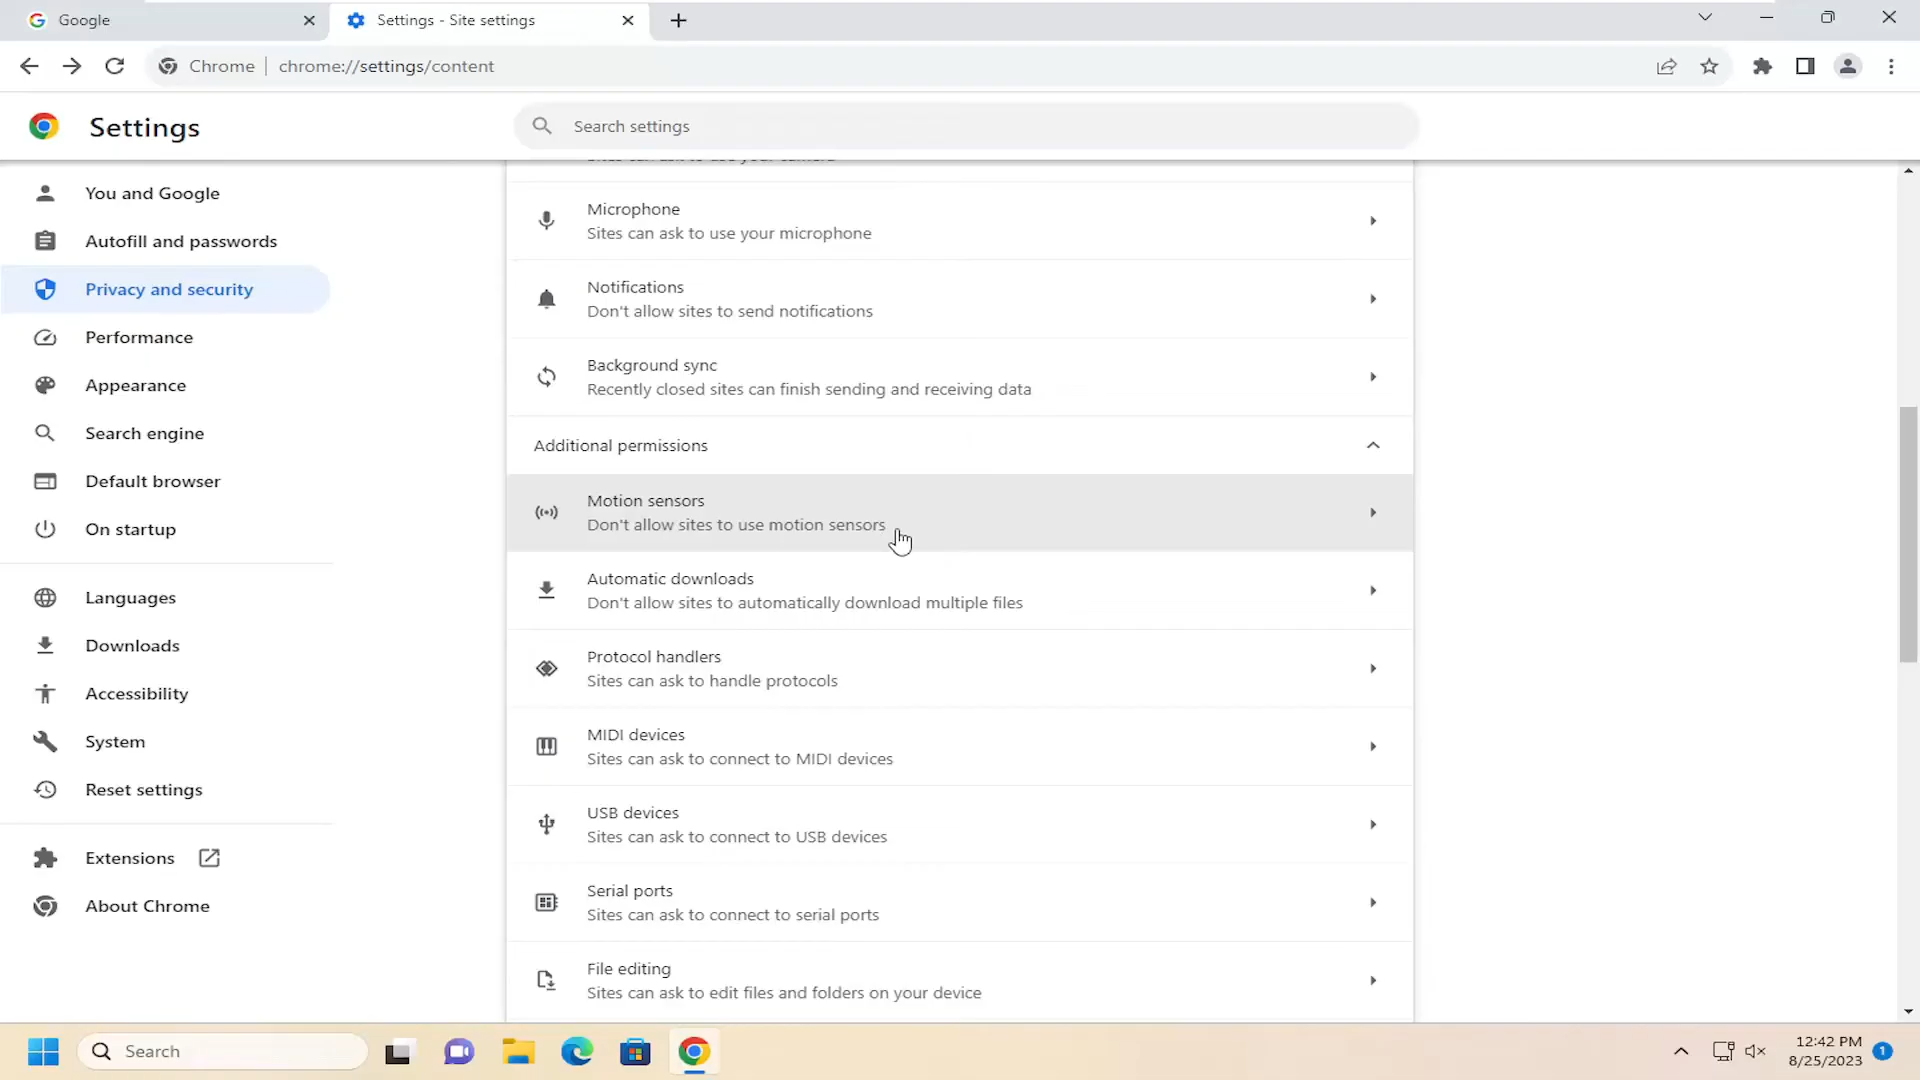 Google
Settings - Site settings
Chrome
chrome://settings/content
Settings
Search settings
You and Google
Autofill and passwords
Privacy and security
Performance
Appearance
Search engine
Default browser
On startup
Languages
Downloads
Accessibility
System
Reset settings
Extensions
About Chrome
Sites can ask to use your camera
Microphone
Sites can ask to use your microphone
Notifications
Don't allow sites to send notifications
Background sync
Recently closed sites can finish sending and receiving data
Additional permissions
Motion sensors
Don't allow sites to use motion sensors
Automatic downloads
Don't allow sites to automatically download multiple files
Protocol handlers
Sites can ask to handle protocols
MIDI devices
Sites can ask to connect to MIDI devices
USB devices
Sites can ask to connect to USB devices
Serial ports
Sites can ask to connect to serial ports
File editing
Sites can ask to edit files and folders on your device
Search
12:42 PM
8/25/2023
1